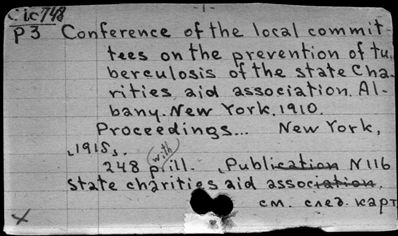 Cic748
P3 Conference of the local commit-
tees on the prevention of tu
berculosis of the state Cha-
rities aid association. Al-
bany. New York. 1910.
Proceedings... New York,
1915.
with
248 p. ill. Publication N 116
state charities aid association.
см. след. карт